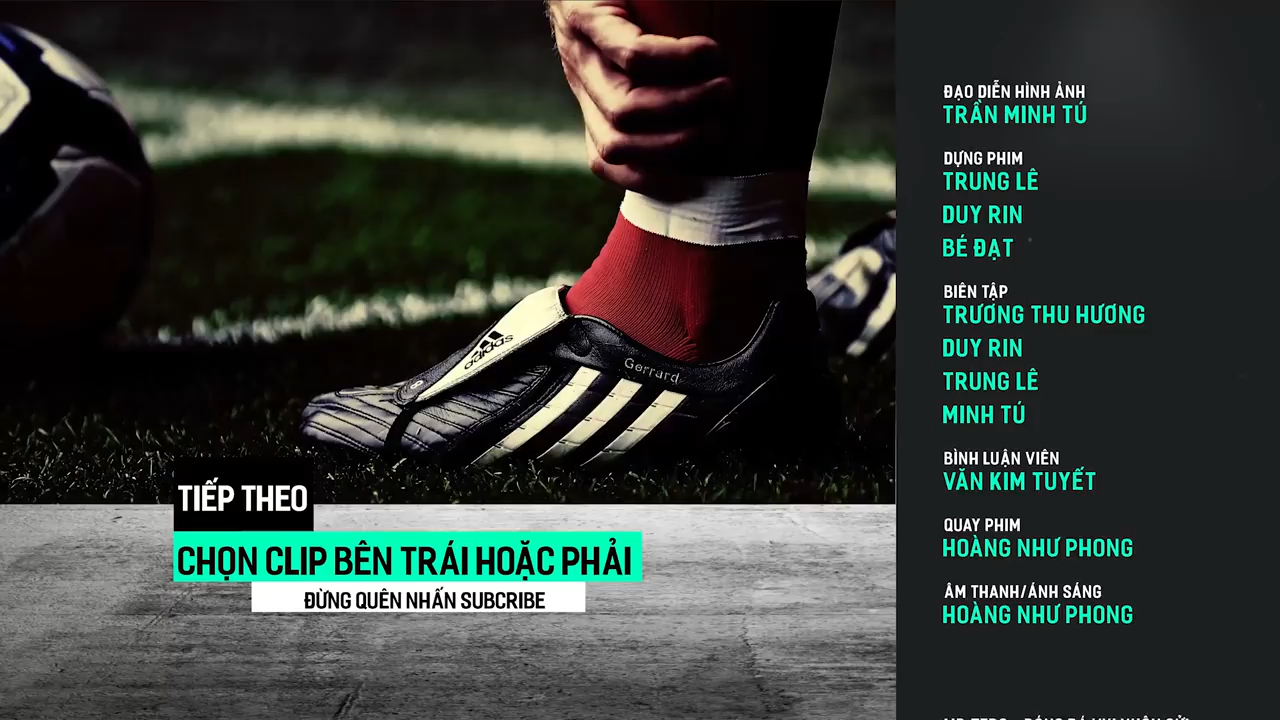 adidas
Gerrard
TIẾP THEO
CHỌN CLIP BÊN TRÁI HOẶC PHẢI
ĐỪNG QUÊN NHẤN SUBCRIBE
ĐẠO DIỄN HÌNH ẢNH
TRẦN MINH TÚ
DỰNG PHIM
TRUNG LÊ
DUY RIN
BÉ ĐẠT
BIÊN TẬP
TRƯƠNG THU HƯƠNG
DUY RIN
TRUNG LÊ
MINH TÚ
BÌNH LUẬN VIÊN
VĂN KIM TUYẾT
QUAY PHIM
HOÀNG NHƯ PHONG
ÂM THANH/ÁNH SÁNG
HOÀNG NHƯ PHONG